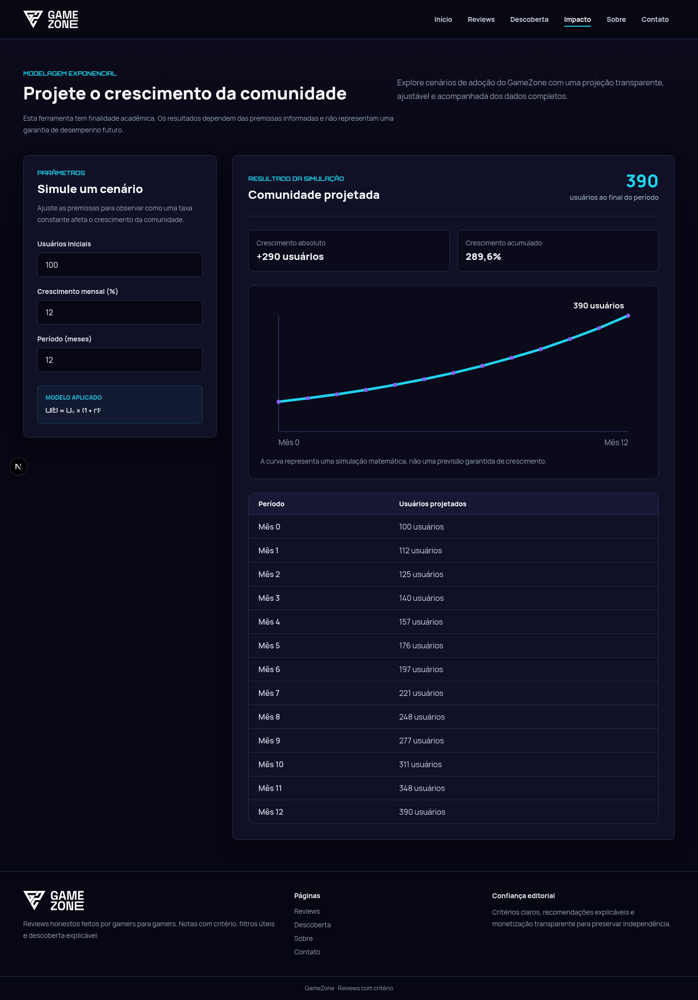 GAME
ZONE
Início
Reviews
Descoberta
Impacto
Sobre
Contato
MODELAGEM EXPONENCIAL
Projete o crescimento da comunidade
Explore cenários de adoção do GameZone com uma projeção transparente,
ajustável e acompanhada dos dados completos.
Esta ferramenta tem finalidade acadêmica. Os resultados dependem das premissas informadas e não representam uma
garantia de desempenho futuro.
PARÂMETROS
Simule um cenário
Ajuste as premissas para observar como uma taxa
constante afeta o crescimento da comunidade.
Usuários iniciais
100
Crescimento mensal (%)
12
Período (meses)
12
MODELO APLICADO
U(t) = U₀ × (1 + r)ᵗ
N
RESULTADO DA SIMULAÇÃO
Comunidade projetada
390
usuários ao final do período
Crescimento absoluto
+290 usuários
Crescimento acumulado
289,6%
390 usuários
Mês 0
Mês 12
A curva representa uma simulação matemática, não uma previsão garantida de crescimento.
Período Usuários projetados
Mês 0 100 usuários
Mês 1 112 usuários
Mês 2 125 usuários
Mês 3 140 usuários
Mês 4 157 usuários
Mês 5 176 usuários
Mês 6 197 usuários
Mês 7 221 usuários
Mês 8 248 usuários
Mês 9 277 usuários
Mês 10 311 usuários
Mês 11 348 usuários
Mês 12 390 usuários
GAME
ZONE
Reviews honestos feitos por gamers para gamers. Notas com critério, filtros úteis
e descoberta explicável.
Páginas
Reviews
Descoberta
Sobre
Contato
Confiança editorial
Critérios claros, recomendações explicáveis e
monetização transparente para preservar independência.
GameZone · Reviews com critério